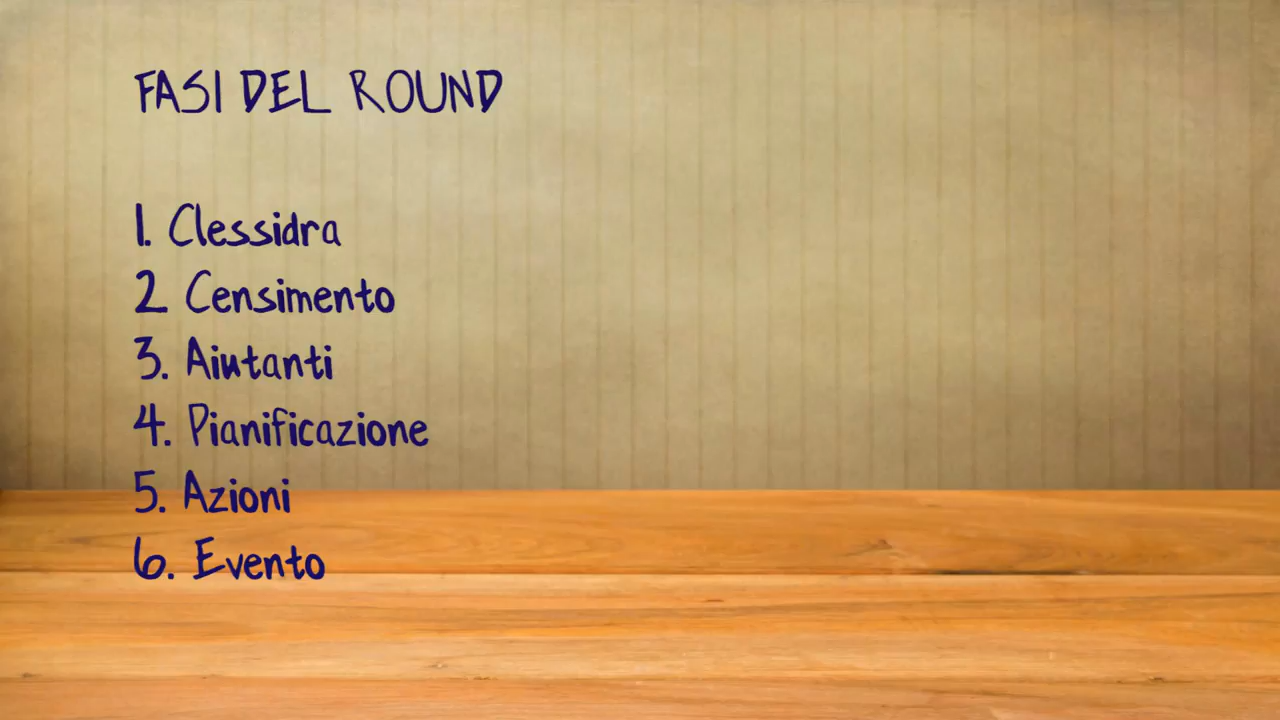 FASI DEL ROUND
1. Clessidra
2. Censimento
3. Aiutanti
4. Pianificazione
5. Azioni
6. Evento